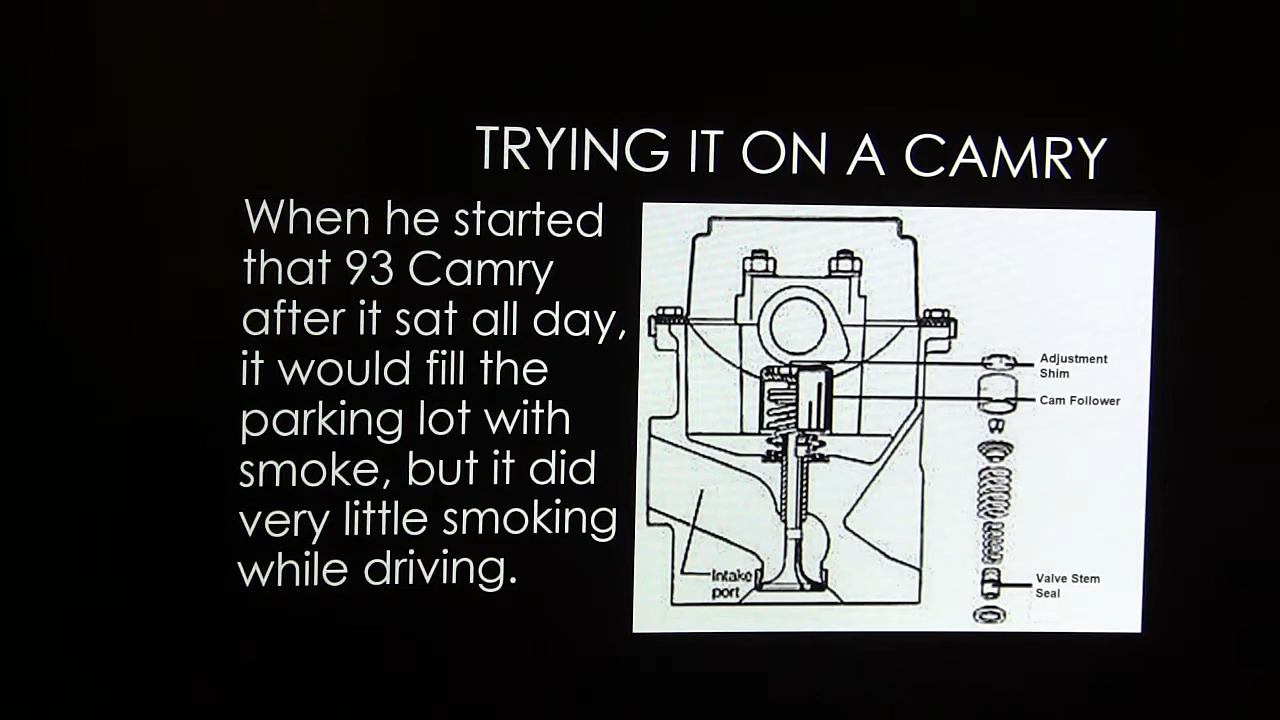 TRYING IT ON A CAMRY
When he started
that 93 Camry
after it sat all day,
it would fill the
parking lot with
smoke, but it did
very little smoking
while driving.
Adjustment
Shim
Cam Follower
Intake
port
Valve Stem
Seal